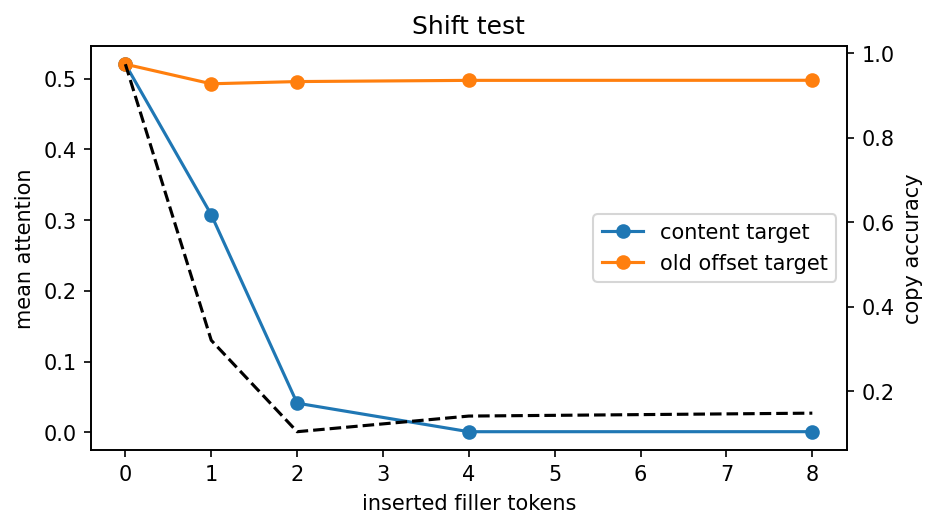 Shift test
mean attention
0.5
0.4
0.3
0.2
0.1
0.0
1.0
0.8
0.6
0.4
0.2
copy accuracy
content target
old offset target
0 1 2 3 4 5 6 7 8
inserted filler tokens